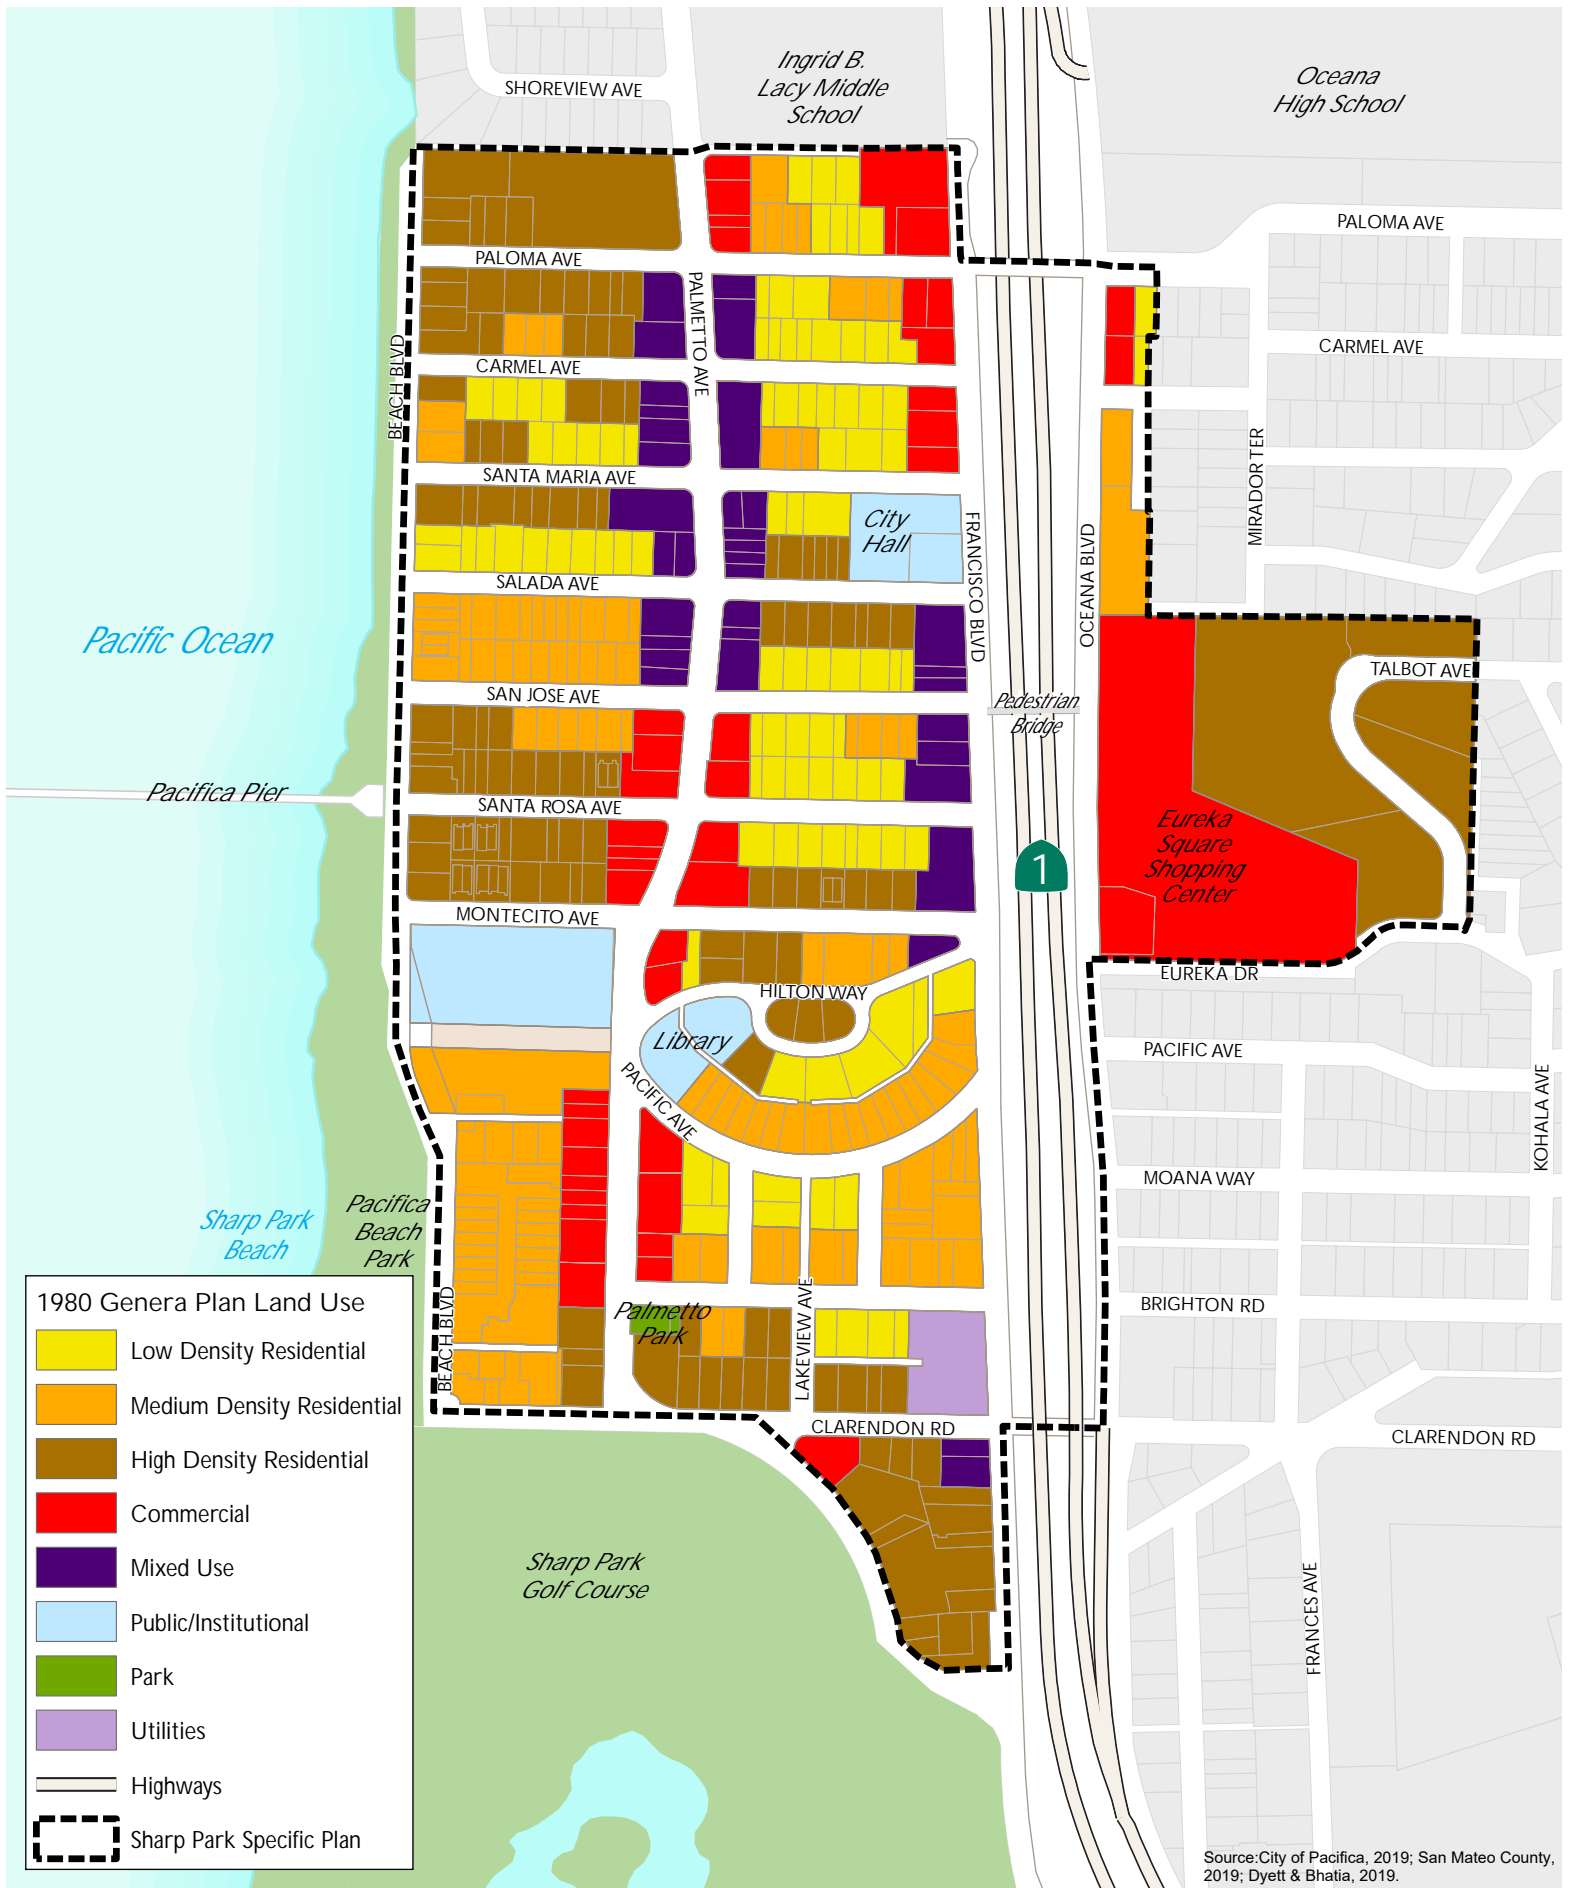 Ingrid B.
Lacy Middle
School
Oceana
High School
SHOREVIEW AVE
PALOMA AVE
PALOMA AVE
PALMETTO AVE
BEACH BLVD
CARMEL AVE
CARMEL AVE
SANTA MARIA AVE
MIRADOR TER
City
Hall
FRANCISCO BLVD
OCEANA BLVD
SALADA AVE
Pacific Ocean
TALBOT AVE
SAN JOSE AVE
Pedestrian
Bridge
Pacifica Pier
SANTA ROSA AVE
Eureka
Square
Shopping
Center
1
MONTECITO AVE
EUREKA DR
HILTON WAY
Library
PACIFIC AVE
PACIFIC AVE
KOHALA AVE
MOANA WAY
Pacifica
Beach
Park
Sharp Park
Beach
BRIGHTON RD
BEACH BLVD
Palmetto
Park
LAKEVIEW AVE
CLARENDON RD
CLARENDON RD
Sharp Park
Golf Course
FRANCES AVE
1980 Genera Plan Land Use
Low Density Residential
Medium Density Residential
High Density Residential
Commercial
Mixed Use
Public/Institutional
Park
Utilities
Highways
Sharp Park Specific Plan
Source:City of Pacifica, 2019; San Mateo County,
2019; Dyett & Bhatia, 2019.